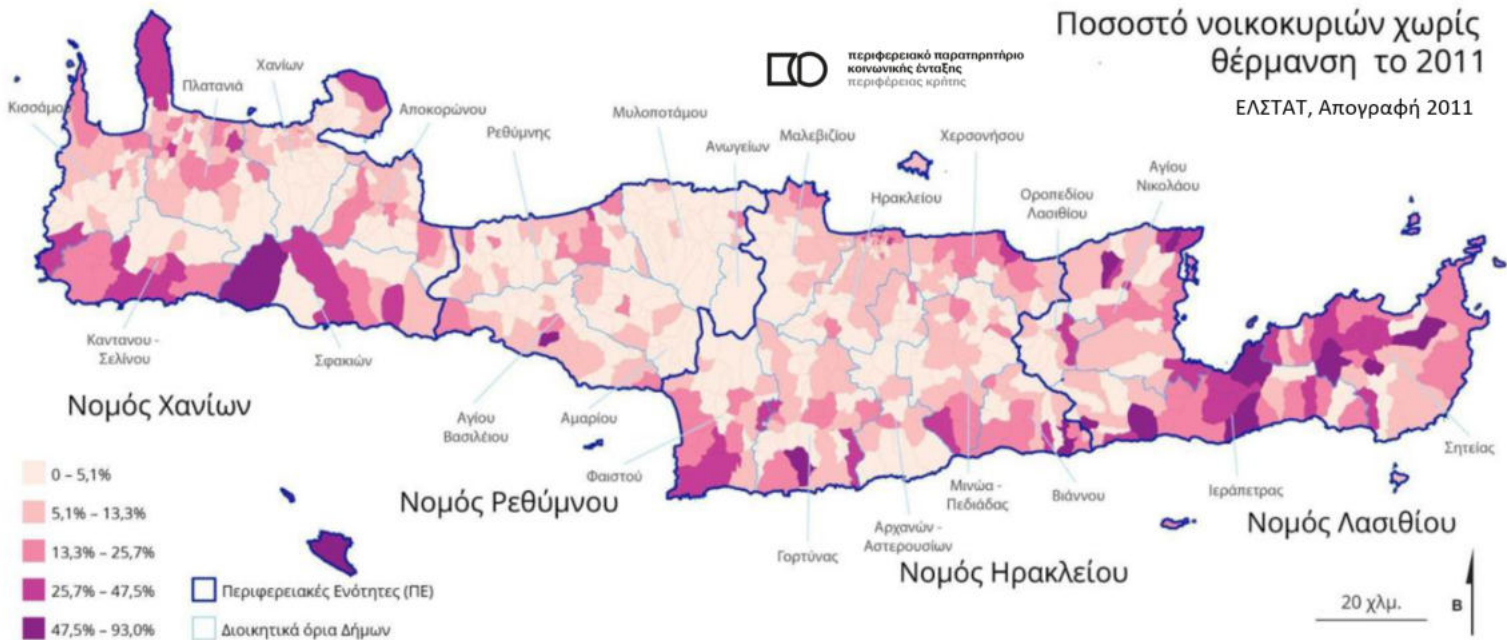 Ποσοστό νοικοκυριών χωρίς
θέρμανση το 2011
ΕΛΣΤΑΤ, Απογραφή 2011
περιφερειακό παρατηρητήριο
κοινωνικής ένταξης
περιφέρειας κρήτης
Κισσάμου
Πλατανιά
Χανίων
Αποκορώνου
Ρεθύμνης
Μυλοποτάμου
Ανωγείων
Μαλεβιζίου
Ηρακλείου
Χερσονήσου
Οροπεδίου
Λασιθίου
Αγίου
Νικολάου
Καντανου -
Σελίνου
Σφακιών
Αγίου
Βασιλείου
Αμαρίου
Φαιστού
Γορτύνας
Αρχανών -
Αστερουσίων
Μινώα -
Πεδιάδας
Βιάννου
Ιεράπετρας
Σητείας
Νομός Χανίων
Νομός Ρεθύμνου
Νομός Ηρακλείου
Νομός Λασιθίου
0 – 5,1%
5,1% – 13,3%
13,3% – 25,7%
25,7% – 47,5%
47,5% – 93,0%
Περιφερειακές Ενότητες (ΠΕ)
Διοικητικά όρια Δήμων
20 χλμ.
Β